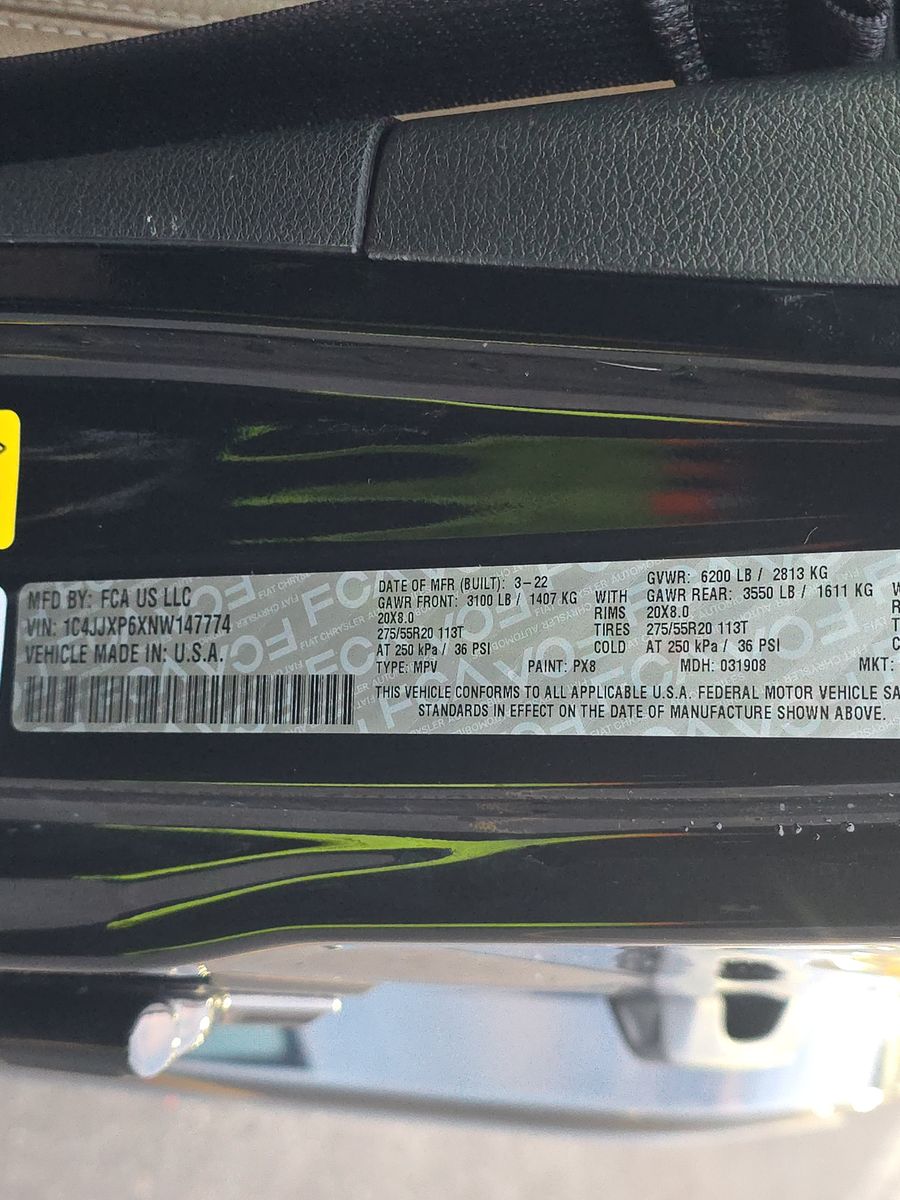 MFD BY: FCA US LLC
VIN: 1C4JJXP6XNW147774
VEHICLE MADE IN: U.S.A.
DATE OF MFR (BUILT): 3-22 GVWR: 6200 LB / 2813 KG
GAWR FRONT: 3100 LB / 1407 KG WITH GAWR REAR: 3550 LB / 1611 KG
20X8.0 RIMS 20X8.0
275/55R20 113T TIRES 275/55R20 113T
AT 250 kPa / 36 PSI COLD AT 250 kPa / 36 PSI
TYPE: MPV PAINT: PX8 MDH: 031908 MKT:
THIS VEHICLE CONFORMS TO ALL APPLICABLE U.S.A. FEDERAL MOTOR VEHICLE SA
STANDARDS IN EFFECT ON THE DATE OF MANUFACTURE SHOWN ABOVE.